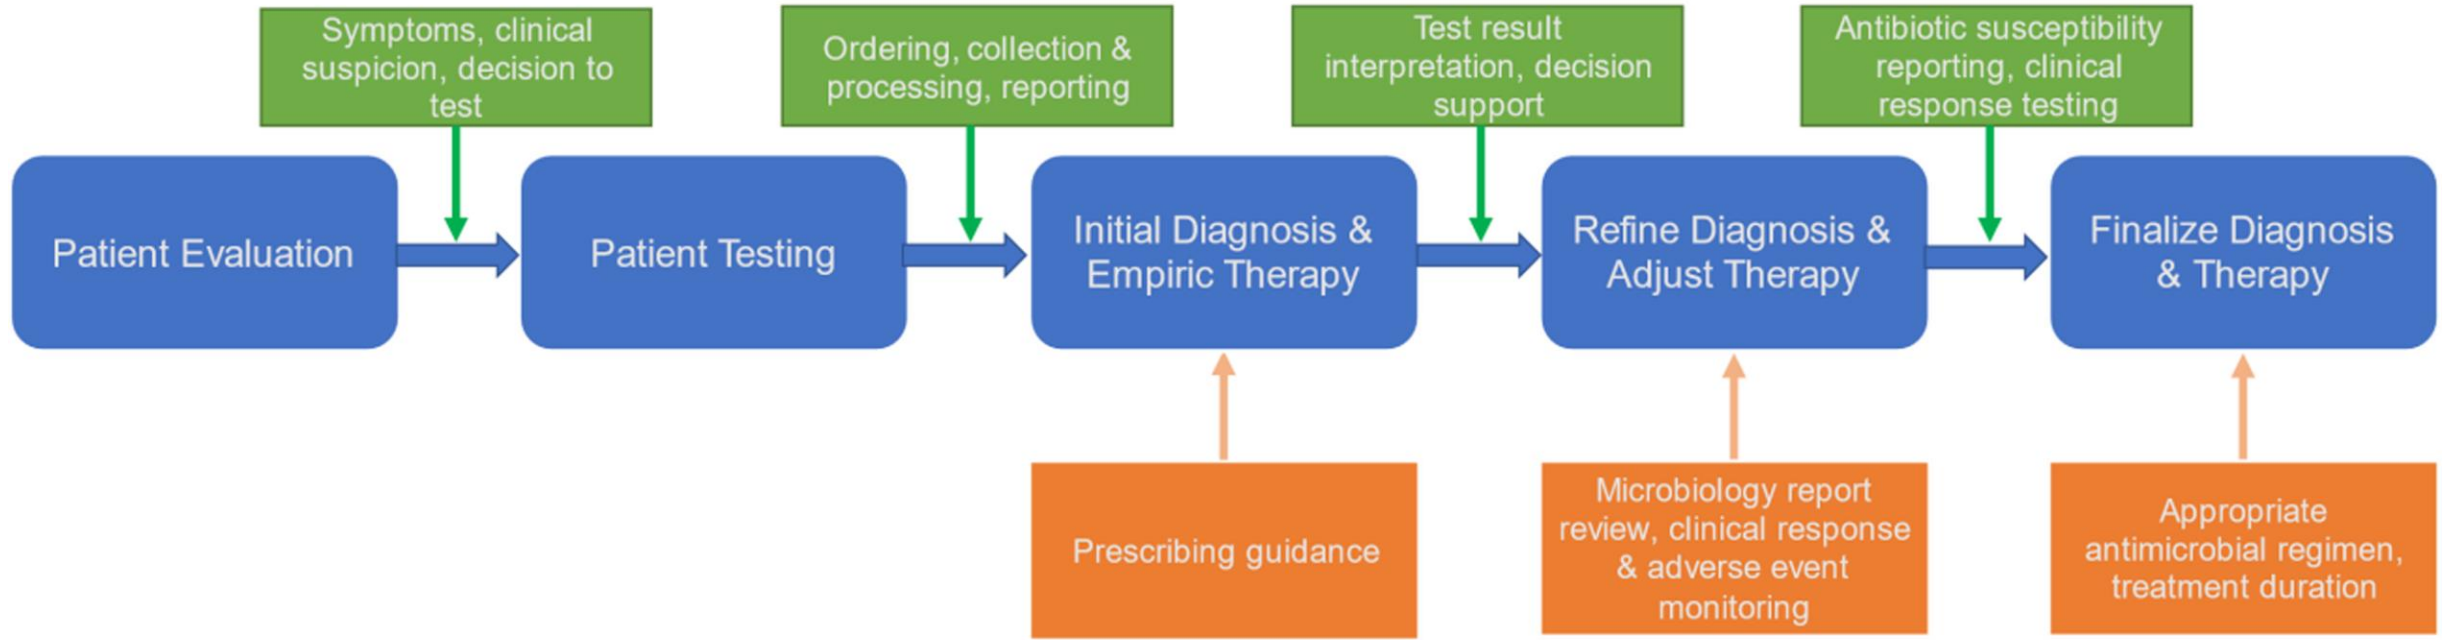 Symptoms, clinical
suspicion, decision to
test
Ordering, collection &
processing, reporting
Test result
interpretation, decision
support
Antibiotic susceptibility
reporting, clinical
response testing
Patient Evaluation
Patient Testing
Initial Diagnosis &
Empiric Therapy
Refine Diagnosis &
Adjust Therapy
Finalize Diagnosis
& Therapy
Prescribing guidance
Microbiology report
review, clinical response
& adverse event
monitoring
Appropriate
antimicrobial regimen,
treatment duration